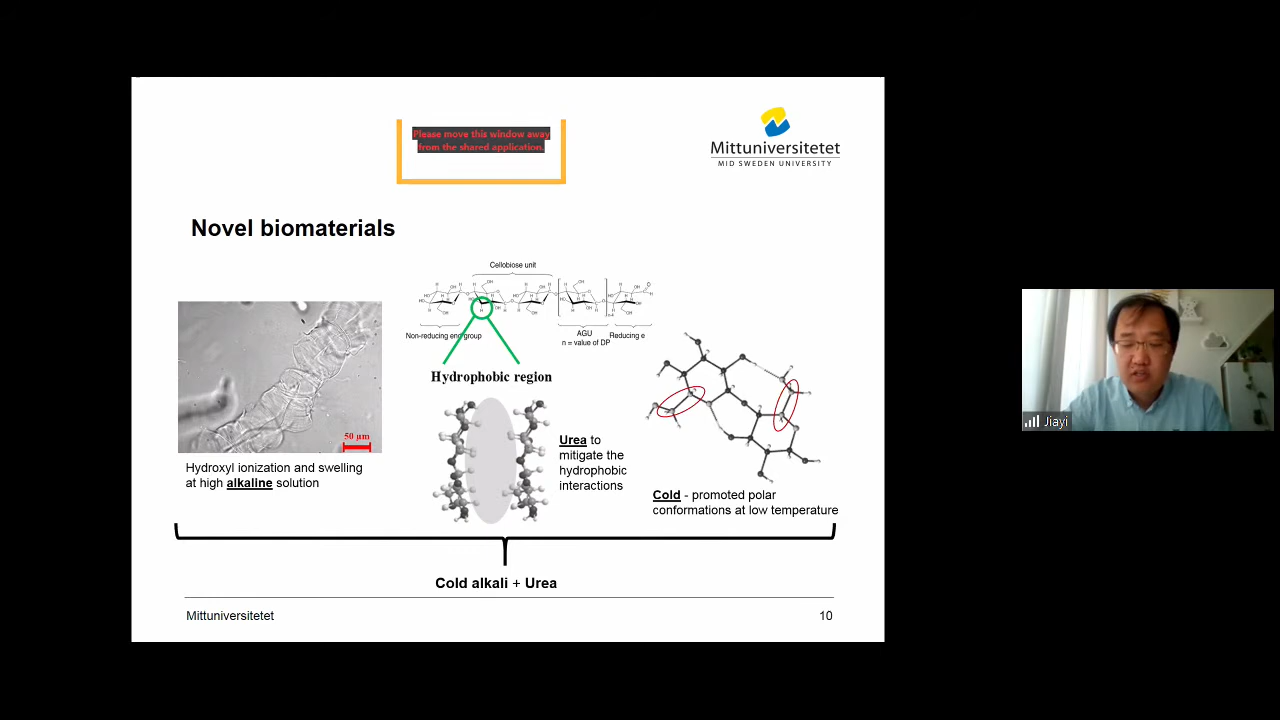 Please move this window away
from the shared application.
Mittuniversitetet
MID SWEDEN UNIVERSITY
Novel biomaterials
Cellobiose unit
Non-reducing end group
AGU
n = value of DP
Reducing e
Hydrophobic region
50 µm
Hydroxyl ionization and swelling
at high alkaline solution
Urea to
mitigate the
hydrophobic
interactions
Cold - promoted polar
conformations at low temperature
Cold alkali + Urea
Mittuniversitetet
10
Jiayi